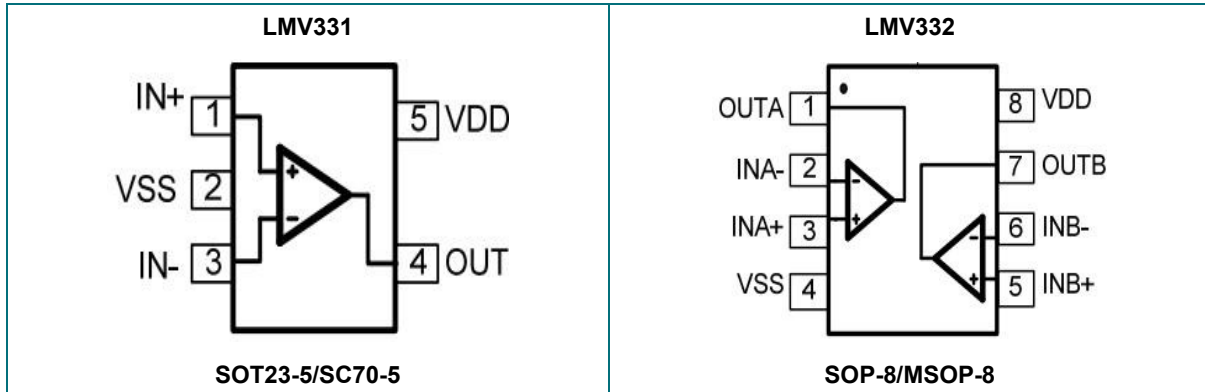 LMV331
IN+
1
5 VDD
VSS 2
+
-
IN- 3
4 OUT
SOT23-5/SC70-5
LMV332
OUTA 1
8 VDD
INA- 2
7 OUTB
-
INA+ 3
+
6 INB-
-
VSS 4
+
5 INB+
SOP-8/MSOP-8